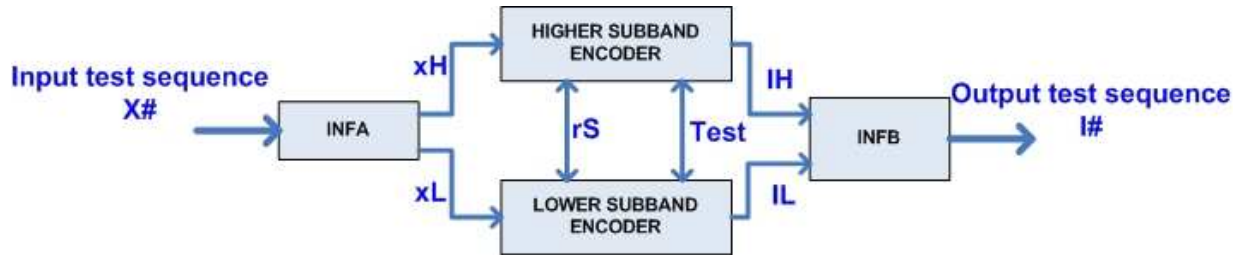 Input test sequence
X#
INFA
xH
xL
HIGHER SUBBAND
ENCODER
rS
Test
LOWER SUBBAND
ENCODER
IH
IL
INFB
Output test sequence
I#